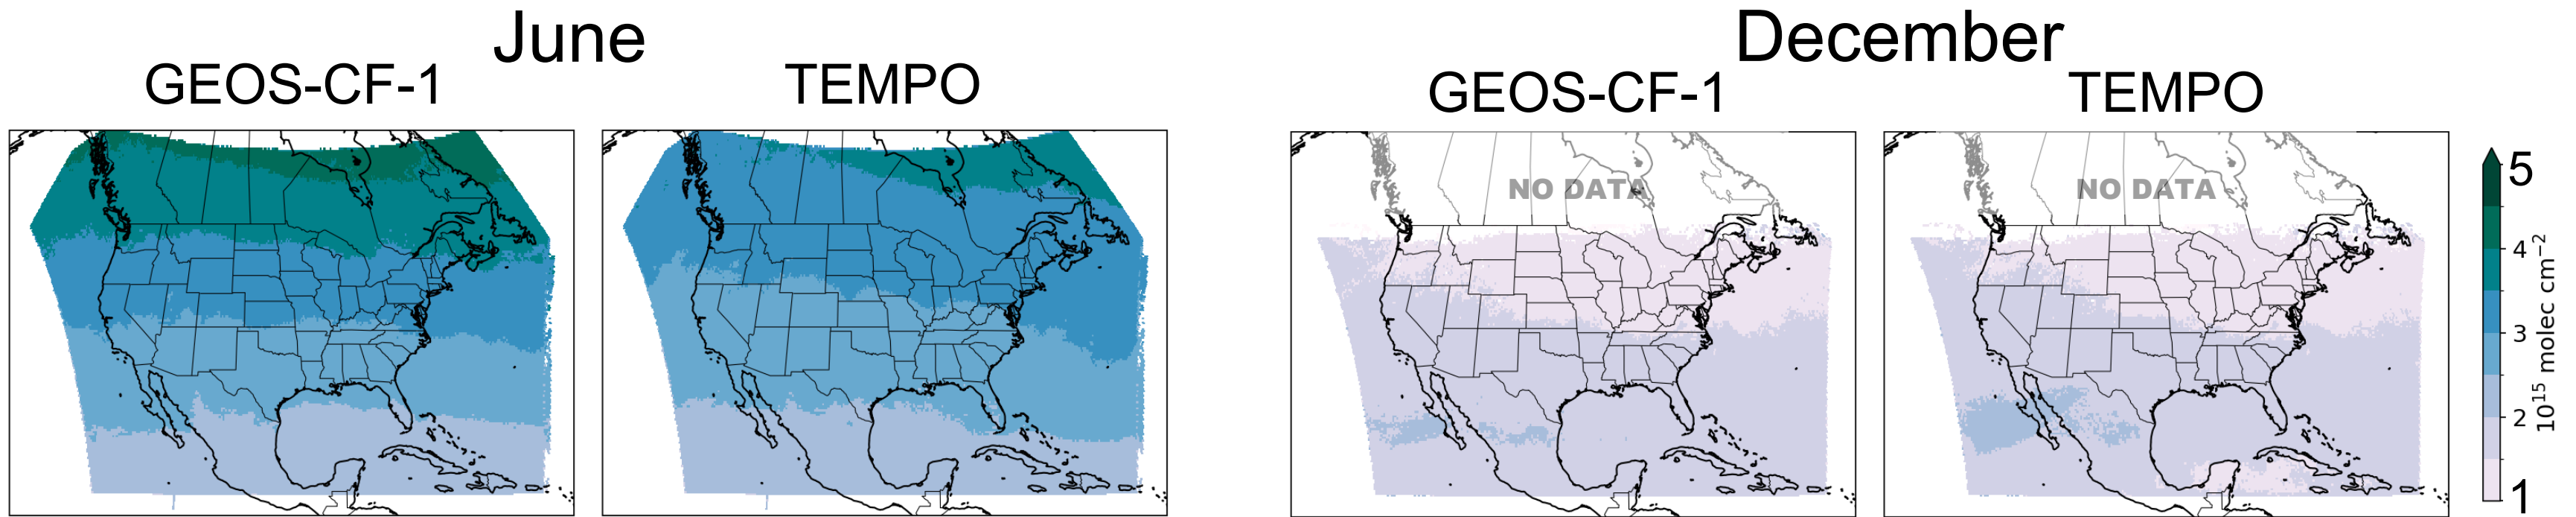 June
December
GEOS-CF-1
TEMPO
GEOS-CF-1
TEMPO
NO DATA
NO DATA
5
4
3
2
1
10¹⁵ molec cm⁻²